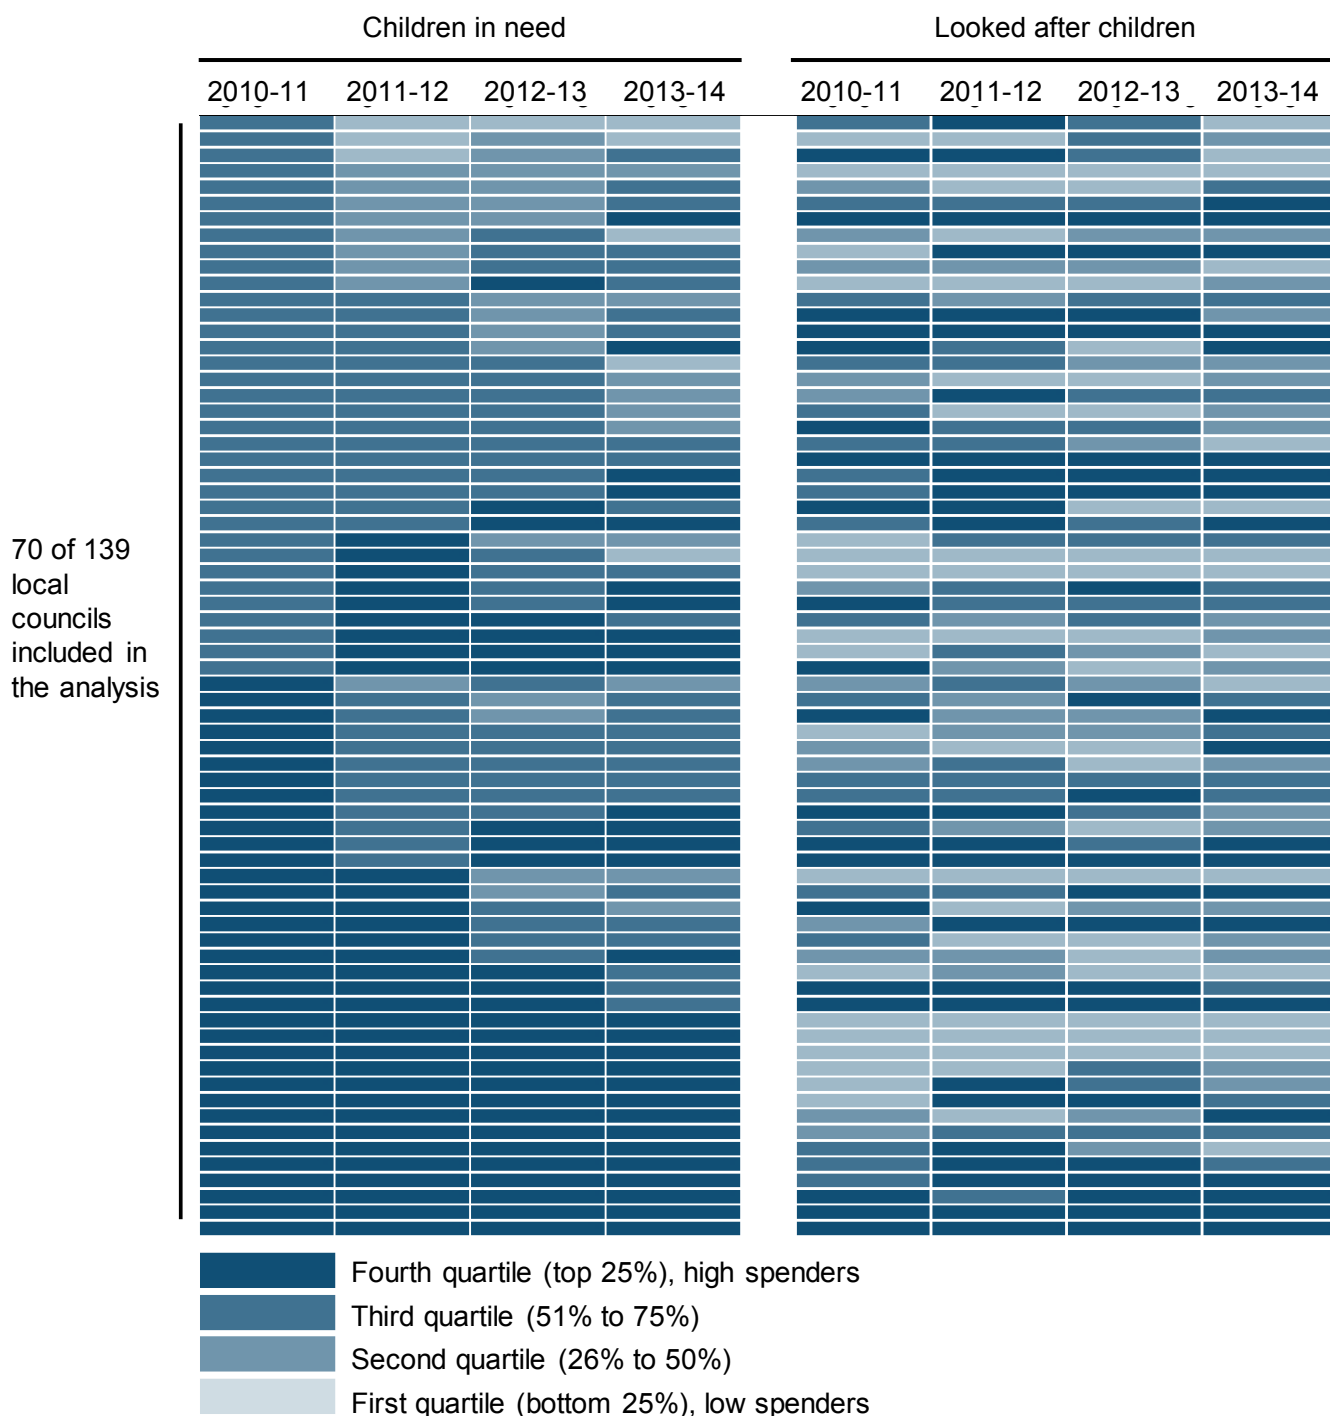 Children in need
Looked after children
2010-11 2011-12 2012-13 2013-14
2010-11 2011-12 2012-13 2013-14
70 of 139
local
councils
included in
the analysis
Fourth quartile (top 25%), high spenders
Third quartile (51% to 75%)
Second quartile (26% to 50%)
First quartile (bottom 25%), low spenders